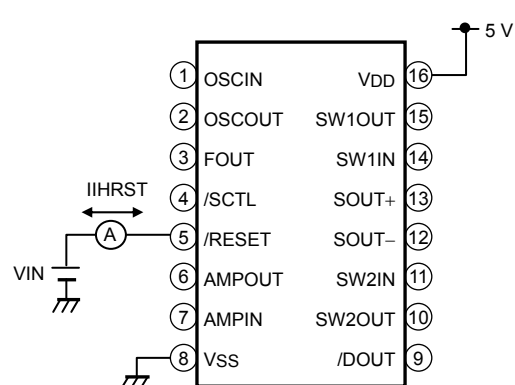 5 V
1 OSCIN
VDD 16
2 OSCOUT
SW1OUT 15
3 FOUT
SW1IN 14
IIHRST
4 /SCTL
SOUT+ 13
A
5 /RESET
SOUT− 12
VIN
6 AMPOUT
SW2IN 11
7 AMPIN
SW2OUT 10
8 VSS
/DOUT 9